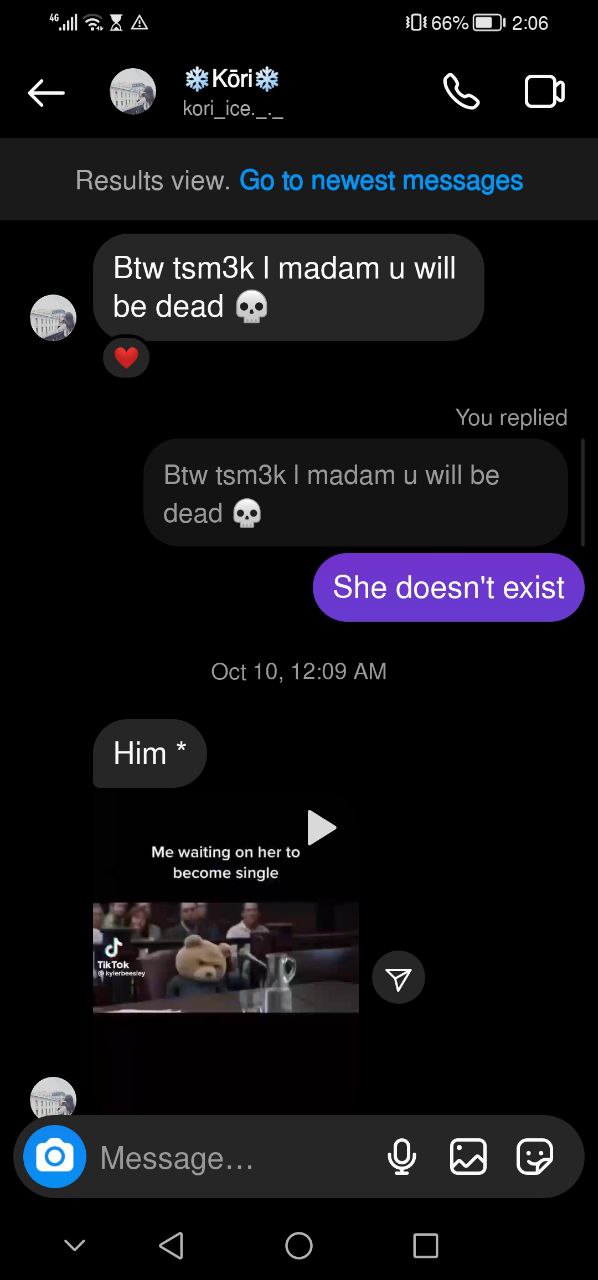 4G 66% 2:06
❄Kōri❄
kori_ice._._
Results view. Go to newest messages
Btw tsm3k l madam u will
be dead 💀
❤️
You replied
Btw tsm3k l madam u will be
dead 💀
She doesn't exist
Oct 10, 12:09 AM
Him *
Me waiting on her to
become single
TikTok
@kylerbeesley
Message...